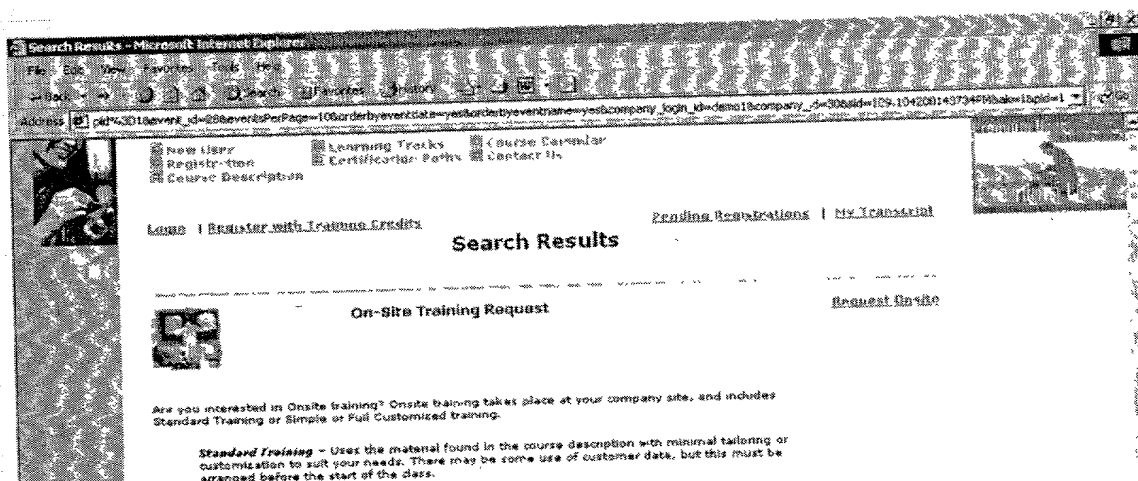 Search Results - Microsoft Internet Explorer
File Edit View Favorites Tools Help
Back Search Favorites History
Address
New User Learning Tracks Course Calendar
Registration Certification Paths Contact Us
Course Description
Login | Register with Training Credits Pending Registrations | My Transcript
Search Results
On-Site Training Request Request Onsite
Are you interested in Onsite training? Onsite training takes place at your company site, and includes
Standard Training or Simple or Full Customized training.
Standard Training - Uses the material found in the course description with minimal tailoring or
customization to suit your needs. There may be some use of customer data, but this must be
arranged before the start of the class.